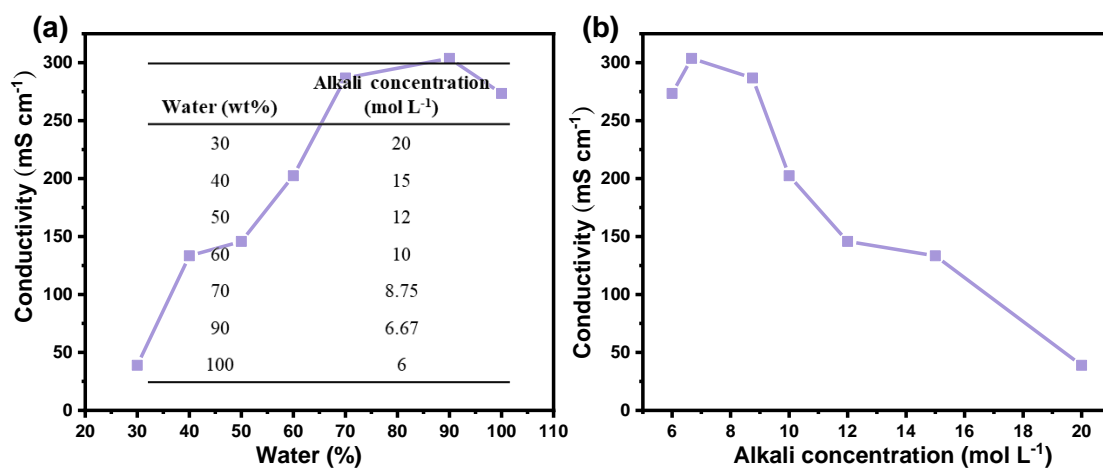 (a)
Conductivity (mS cm⁻¹)
300
250
200
150
100
50
0
20 30 40 50 60 70 80 90 100 110
Water (%)
Water (wt%) Alkali concentration (mol L⁻¹)
30 20
40 15
50 12
60 10
70 8.75
90 6.67
100 6
(b)
Conductivity (mS cm⁻¹)
300
250
200
150
100
50
0
6 8 10 12 14 16 18 20
Alkali concentration (mol L⁻¹)